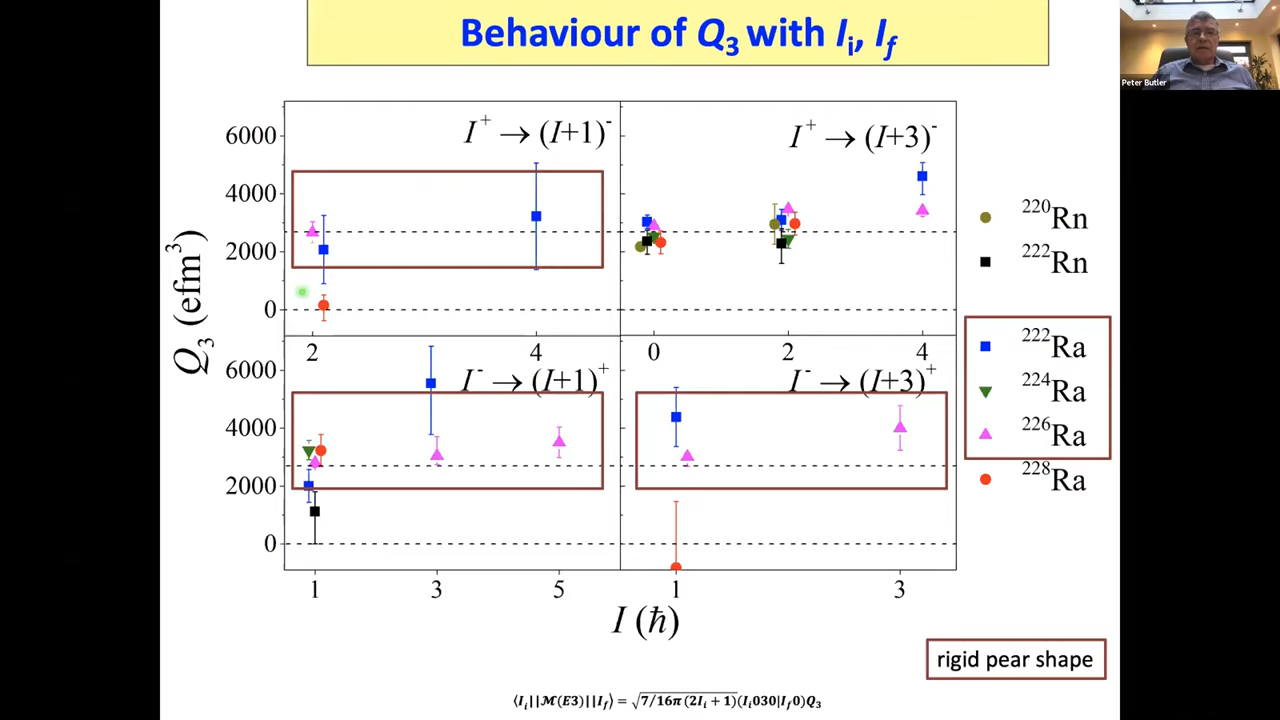 Behaviour of Q₃ with Iᵢ, I_f
Peter Butler
I⁺ → (I+1)⁻
I⁺ → (I+3)⁻
6000
4000
2000
0
2
4
0
2
4
Q₃ (efm³)
I⁻ → (I+1)⁺
I⁻ → (I+3)⁺
6000
4000
2000
0
1
3
5
1
3
I (ħ)
²²⁰Rn
²²²Rn
²²²Ra
²²⁴Ra
²²⁶Ra
²²⁸Ra
rigid pear shape
⟨Iᵢ||ℳ(E3)||I_f⟩ = √7/16π(2Iᵢ + 1)(Iᵢ030|I_f0)Q₃